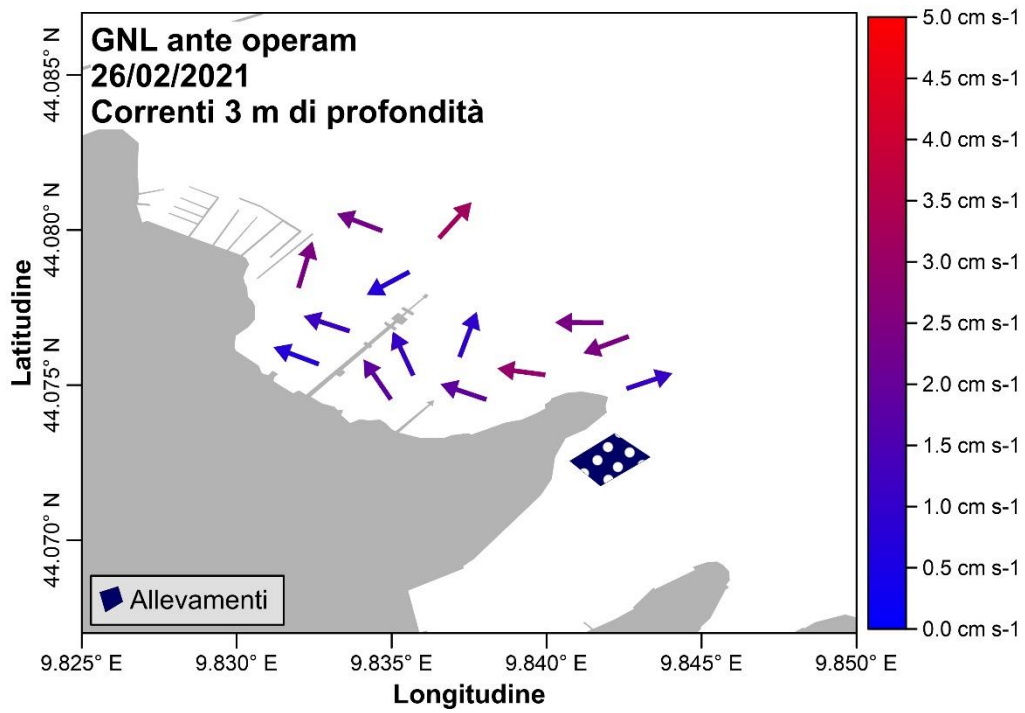 GNL ante operam
26/02/2021
Correnti 3 m di profondità
Latitudine
44.085° N
44.080° N
44.075° N
44.070° N
Allevamenti
9.825° E
9.830° E
9.835° E
9.840° E
9.845° E
9.850° E
Longitudine
5.0 cm s-1
4.5 cm s-1
4.0 cm s-1
3.5 cm s-1
3.0 cm s-1
2.5 cm s-1
2.0 cm s-1
1.5 cm s-1
1.0 cm s-1
0.5 cm s-1
0.0 cm s-1